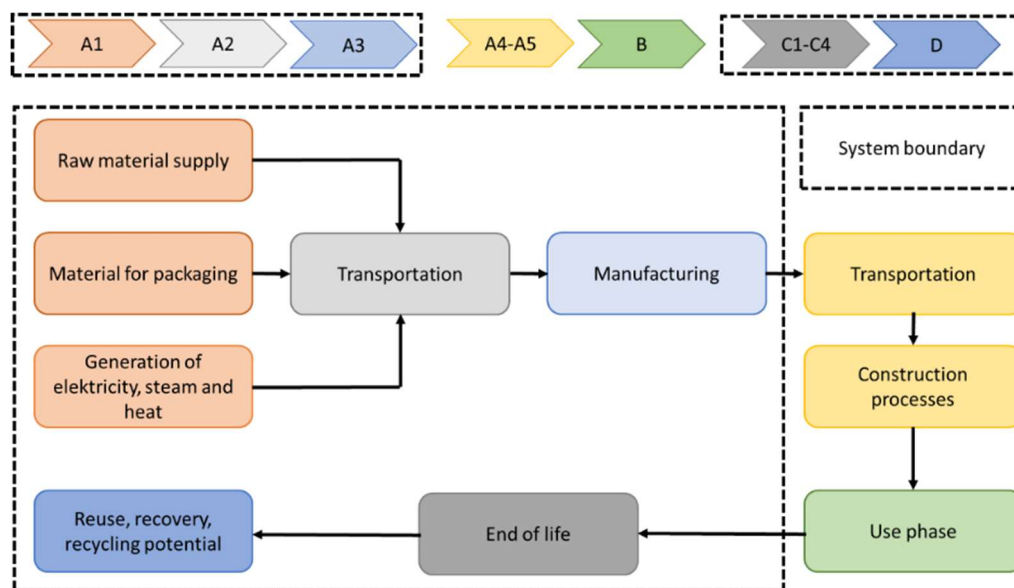 A1
A2
A3
A4-A5
B
C1-C4
D
Raw material supply
System boundary
Material for packaging
Transportation
Manufacturing
Transportation
Generation of
elektricity, steam and
heat
Construction
processes
Reuse, recovery,
recycling potential
End of life
Use phase